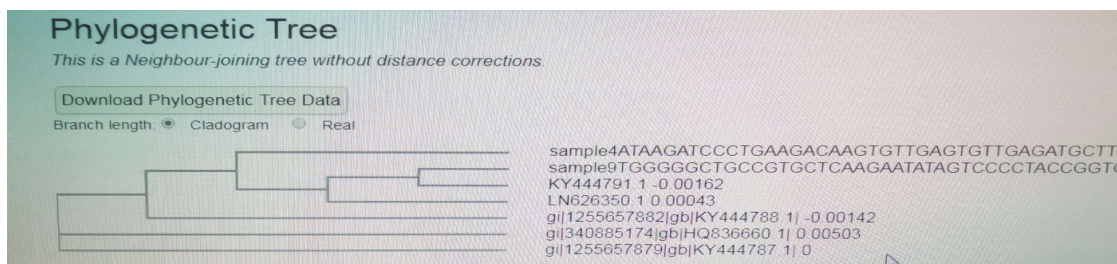 Phylogenetic Tree
This is a Neighbour-joining tree without distance corrections.
Download Phylogenetic Tree Data
Branch length: Cladogram Real
sample4ATAAGATCCCTGAAGACAAGTGTTGAGTGTTGAGATGCTT
sample9TGGGGGCTGCCGTGCTCAAGAATATAGTCCCCTACCGGT
KY444791.1 -0.00162
LN626350.1 0.00043
gi|1255657882|gb|KY444788.1| -0.00142
gi|340885174|gb|HQ836660.1| 0.00503
gi|1255657879|gb|KY444787.1| 0